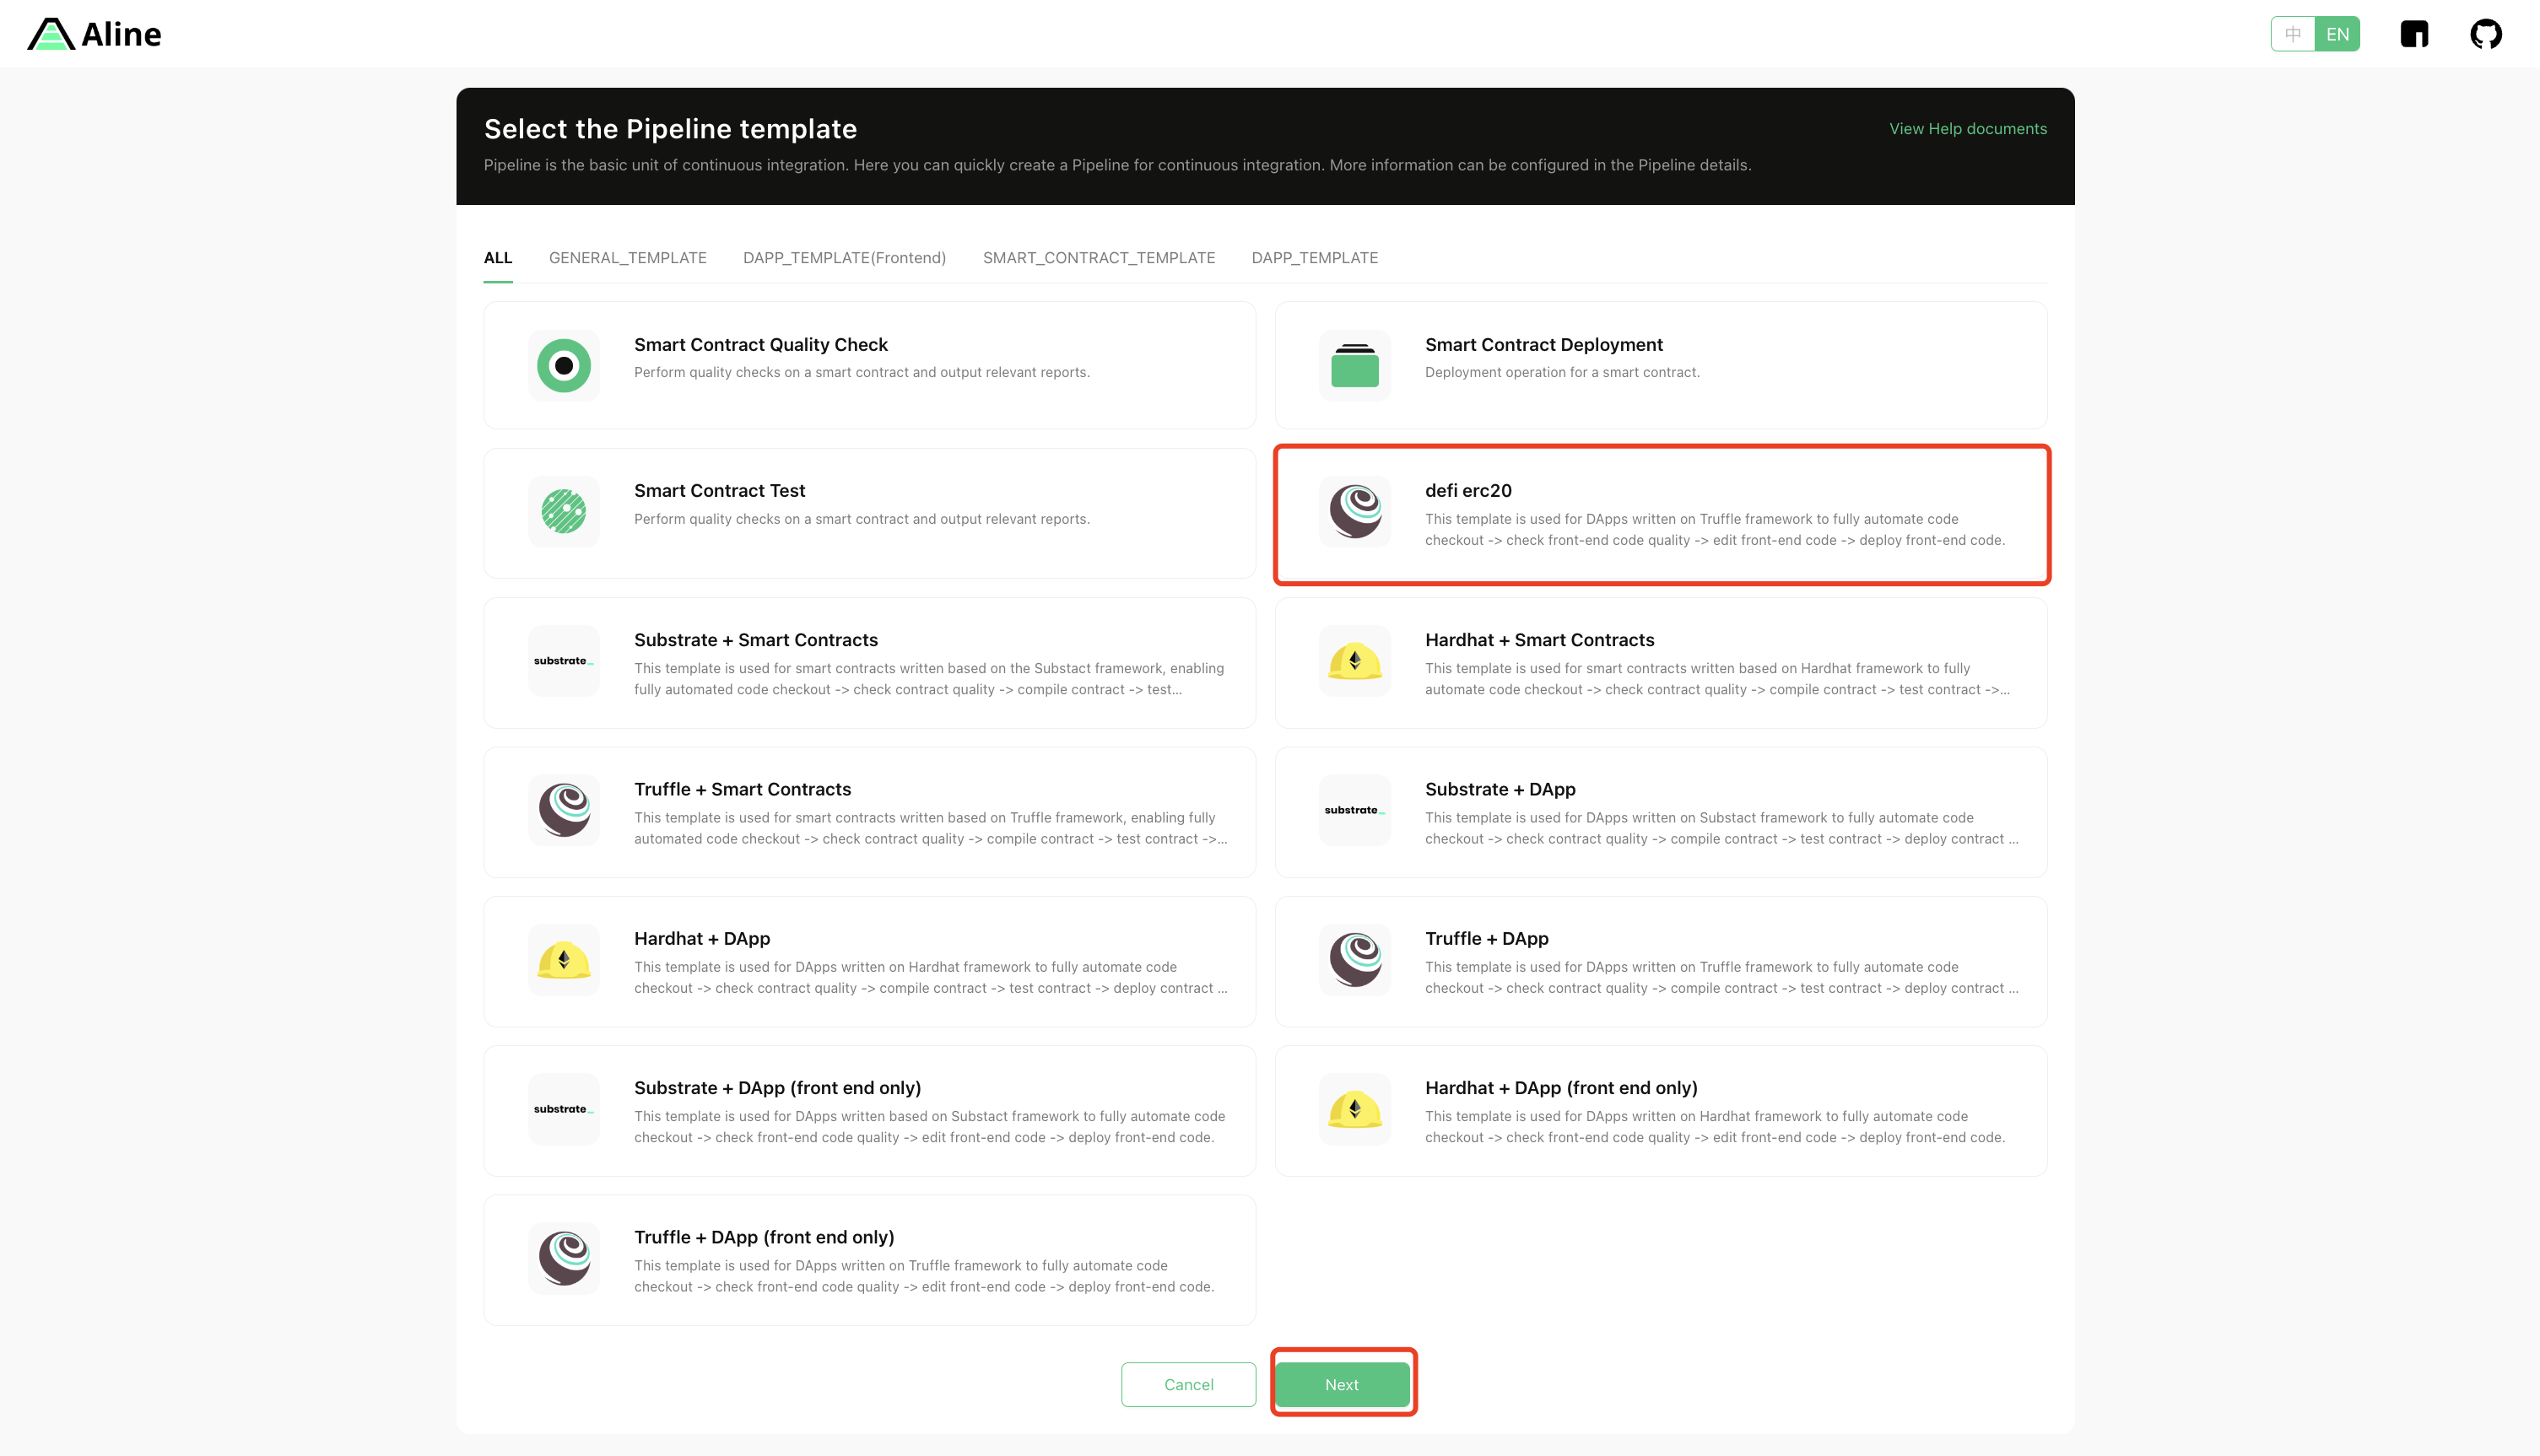 Aline
中 EN
Select the Pipeline template
View Help documents
Pipeline is the basic unit of continuous integration. Here you can quickly create a Pipeline for continuous integration. More information can be configured in the Pipeline details.
ALL GENERAL_TEMPLATE DAPP_TEMPLATE(Frontend) SMART_CONTRACT_TEMPLATE DAPP_TEMPLATE
Smart Contract Quality Check
Perform quality checks on a smart contract and output relevant reports.
Smart Contract Deployment
Deployment operation for a smart contract.
Smart Contract Test
Perform quality checks on a smart contract and output relevant reports.
defi erc20
This template is used for DApps written on Truffle framework to fully automate code
checkout -> check front-end code quality -> edit front-end code -> deploy front-end code.
substrate_
Substrate + Smart Contracts
This template is used for smart contracts written based on the Substact framework, enabling
fully automated code checkout -> check contract quality -> compile contract -> test...
Hardhat + Smart Contracts
This template is used for smart contracts written based on Hardhat framework to fully
automate code checkout -> check contract quality -> compile contract -> test contract ->...
Truffle + Smart Contracts
This template is used for smart contracts written based on Truffle framework, enabling fully
automated code checkout -> check contract quality -> compile contract -> test contract ->...
substrate_
Substrate + DApp
This template is used for DApps written on Substact framework to fully automate code
checkout -> check contract quality -> compile contract -> test contract -> deploy contract ...
Hardhat + DApp
This template is used for DApps written on Hardhat framework to fully automate code
checkout -> check contract quality -> compile contract -> test contract -> deploy contract ...
Truffle + DApp
This template is used for DApps written on Truffle framework to fully automate code
checkout -> check contract quality -> compile contract -> test contract -> deploy contract ...
substrate_
Substrate + DApp (front end only)
This template is used for DApps written based on Substact framework to fully automate code
checkout -> check front-end code quality -> edit front-end code -> deploy front-end code.
Hardhat + DApp (front end only)
This template is used for DApps written on Hardhat framework to fully automate code
checkout -> check front-end code quality -> edit front-end code -> deploy front-end code.
Truffle + DApp (front end only)
This template is used for DApps written on Truffle framework to fully automate code
checkout -> check front-end code quality -> edit front-end code -> deploy front-end code.
Cancel Next